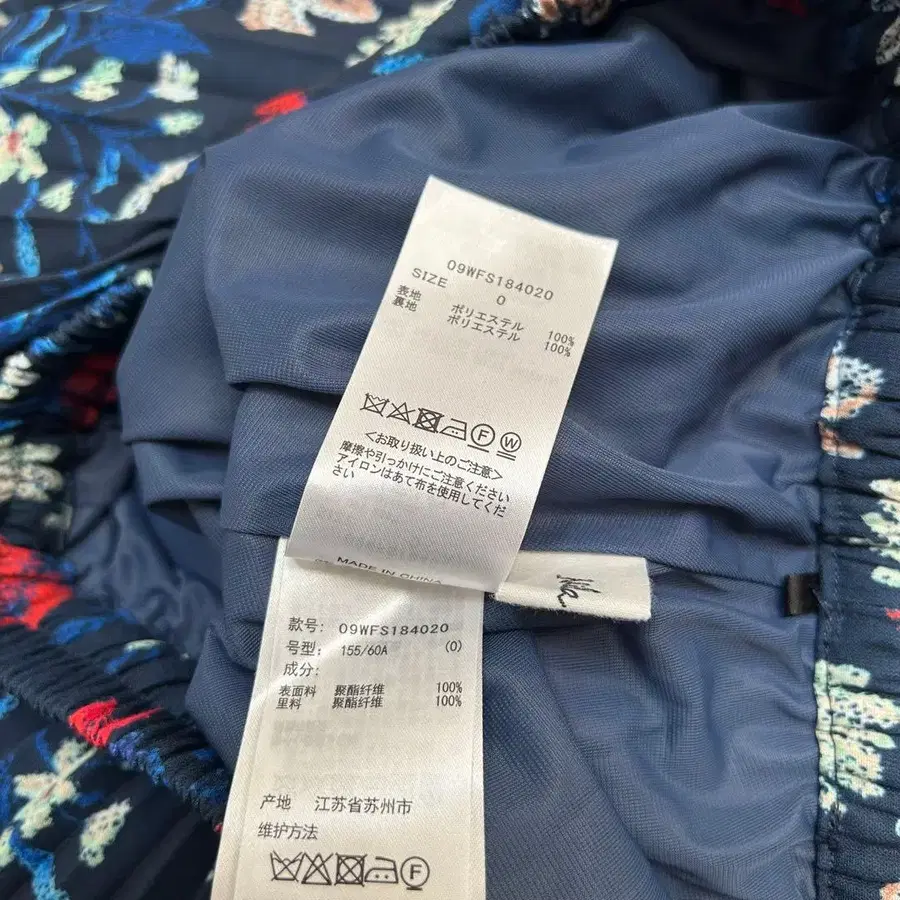 09WFS184020
SIZE 0
表地 ポリエステル 100%
裏地 ポリエステル 100%
F W
<お取り扱い上のご注意>
摩擦や引っかけにご注意ください
アイロンはあて布を使用してくだ
さい
MADE IN CHINA
款号: 09WFS184020
号型: 155/60A (0)
成分:
表面料 聚酯纤维 100%
里料 聚酯纤维 100%
产地 江苏省苏州市
维护方法
F